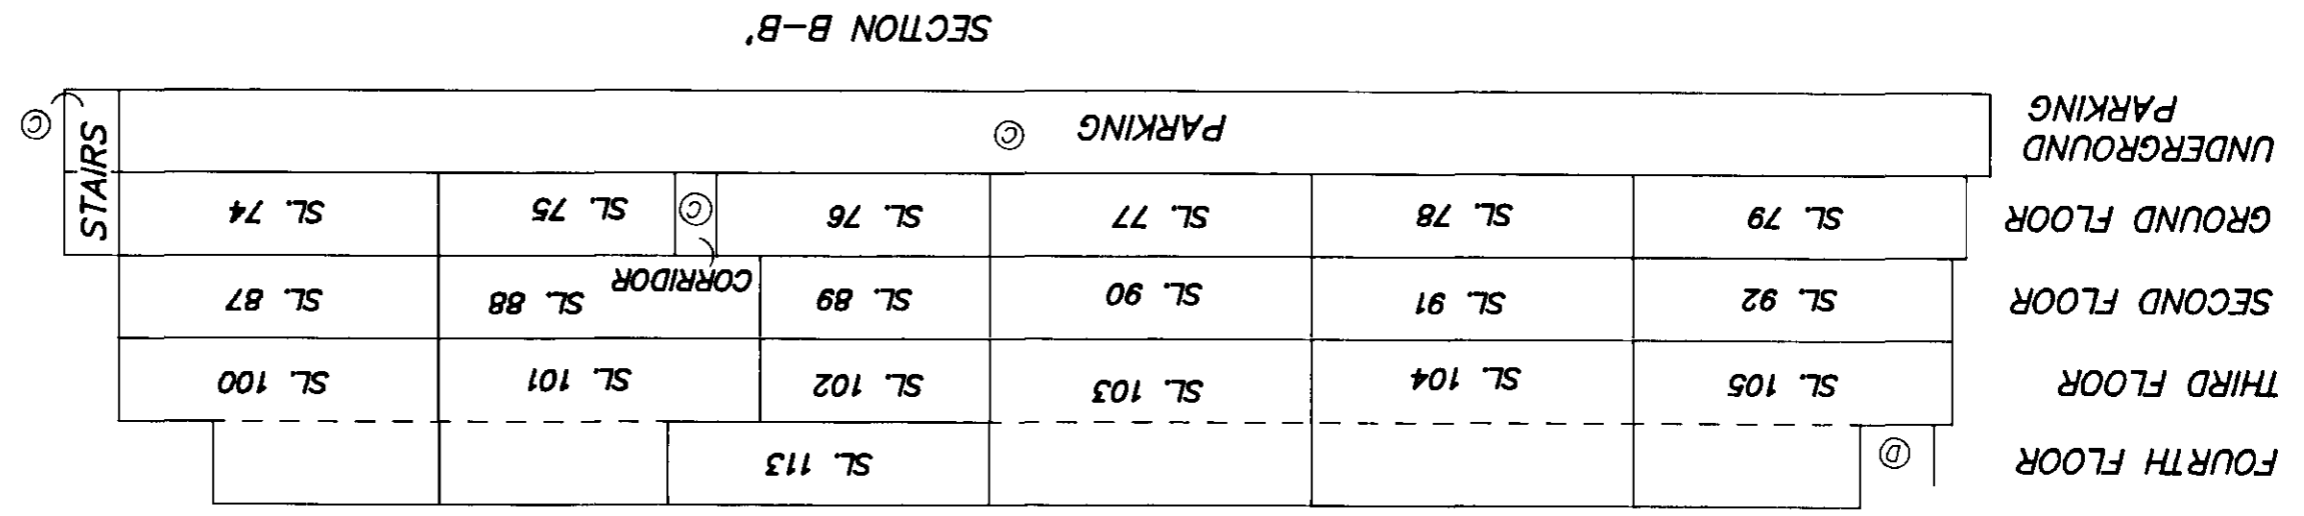 FOURTH FLOOR
Ⓓ
SL. 113
THIRD FLOOR
SL. 105
SL. 104
SL. 103
SL. 102
SL. 101
SL. 100
SECOND FLOOR
SL. 92
SL. 91
SL. 90
SL. 89
CORRIDOR
SL. 88
SL. 87
GROUND FLOOR
SL. 79
SL. 78
SL. 77
SL. 76
Ⓒ
SL. 75
SL. 74
STAIRS
UNDERGROUND
PARKING
PARKING
Ⓒ
Ⓒ
SECTION B-B'